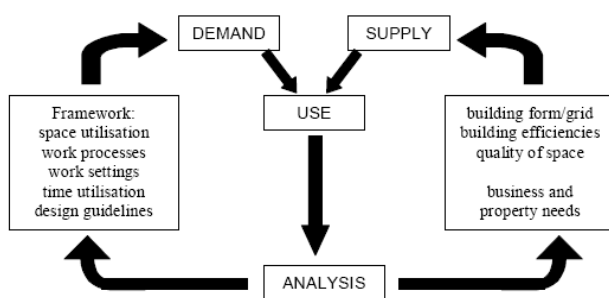 DEMAND
SUPPLY
USE
Framework:
space utilisation
work processes
work settings
time utilisation
design guidelines
building form/grid
building efficiencies
quality of space
business and
property needs
ANALYSIS